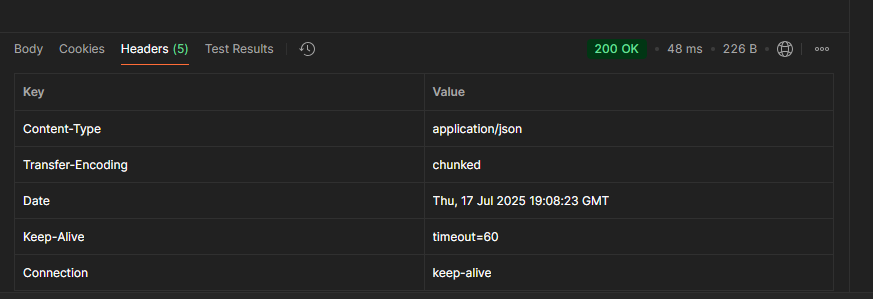 Body Cookies Headers (5) Test Results 200 OK • 48 ms • 226 B •
Key Value
Content-Type application/json
Transfer-Encoding chunked
Date Thu, 17 Jul 2025 19:08:23 GMT
Keep-Alive timeout=60
Connection keep-alive